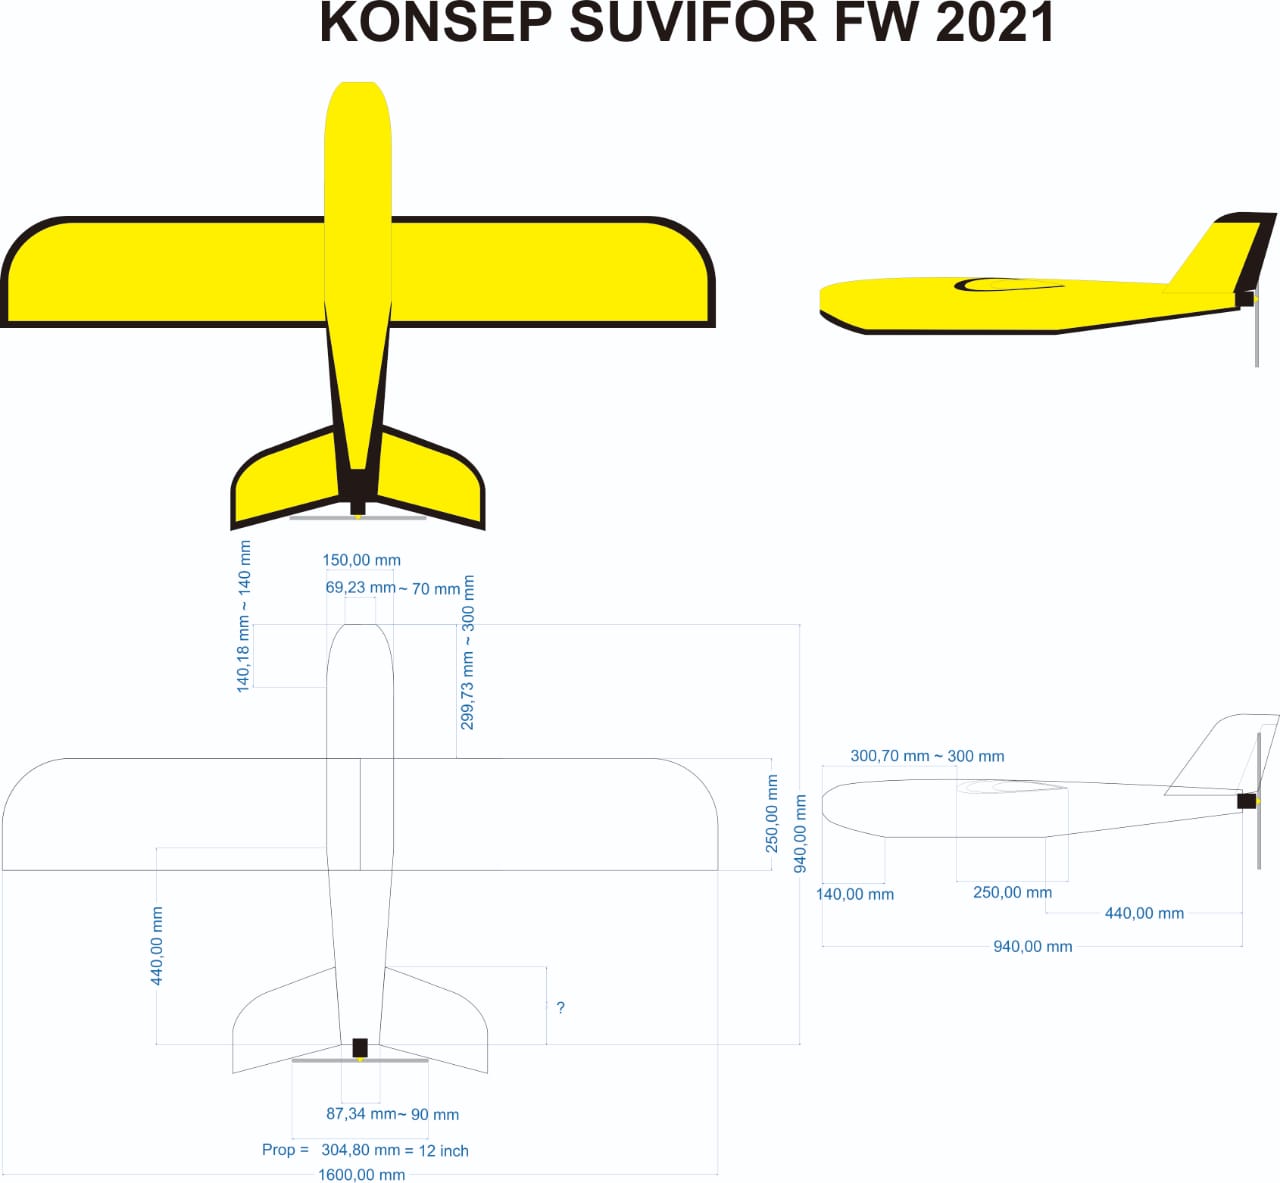 KONSEP SUVIFOR FW 2021
150,00 mm
69,23 mm~ 70 mm
140,18 mm ~ 140 mm
299,73 mm ~ 300 mm
250,00 mm
940,00 mm
440,00 mm
?
87,34 mm~ 90 mm
Prop = 304,80 mm = 12 inch
1600,00 mm
300,70 mm ~ 300 mm
140,00 mm
250,00 mm
440,00 mm
940,00 mm